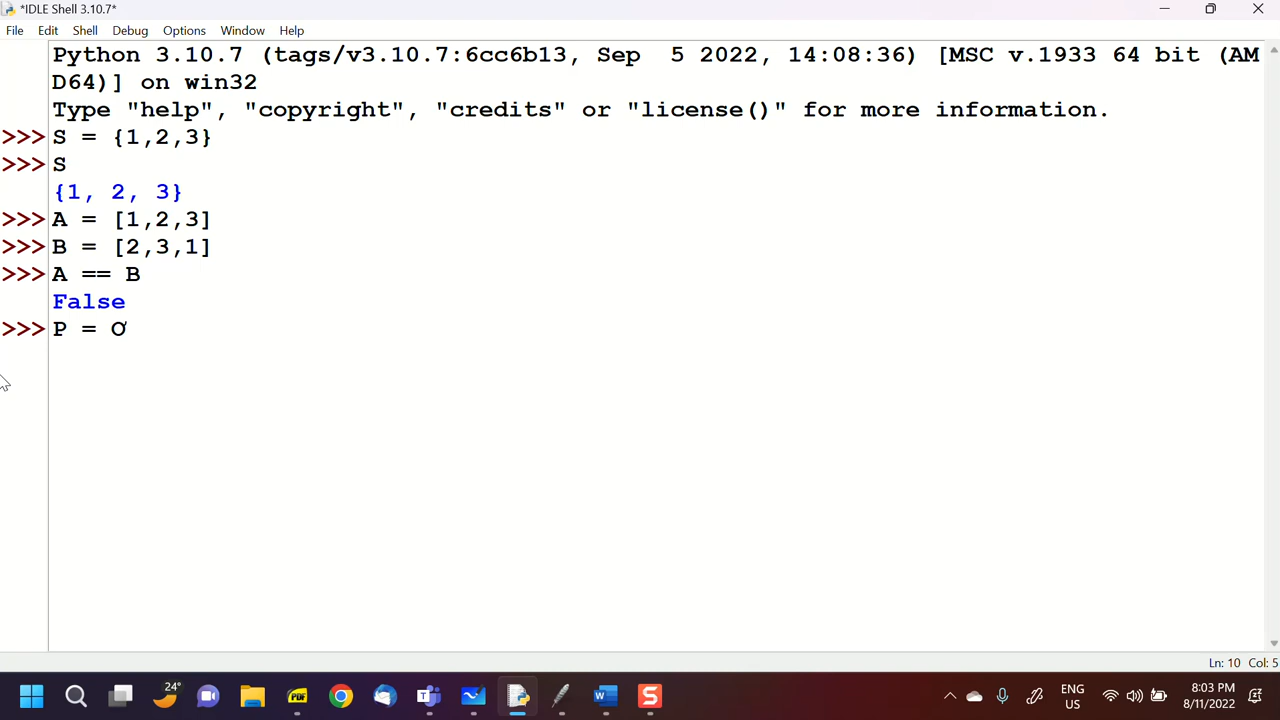 *IDLE Shell 3.10.7*
File Edit Shell Debug Options Window Help
Python 3.10.7 (tags/v3.10.7:6cc6b13, Sep  5 2022, 14:08:36) [MSC v.1933 64 bit (AM
D64)] on win32
Type "help", "copyright", "credits" or "license()" for more information.
>>> S = {1,2,3}
>>> S
{1, 2, 3}
>>> A = [1,2,3]
>>> B = [2,3,1]
>>> A == B
False
>>> P = Ơ
Ln: 10 Col: 5
24°
PDF
ENG
US
8:03 PM
8/11/2022